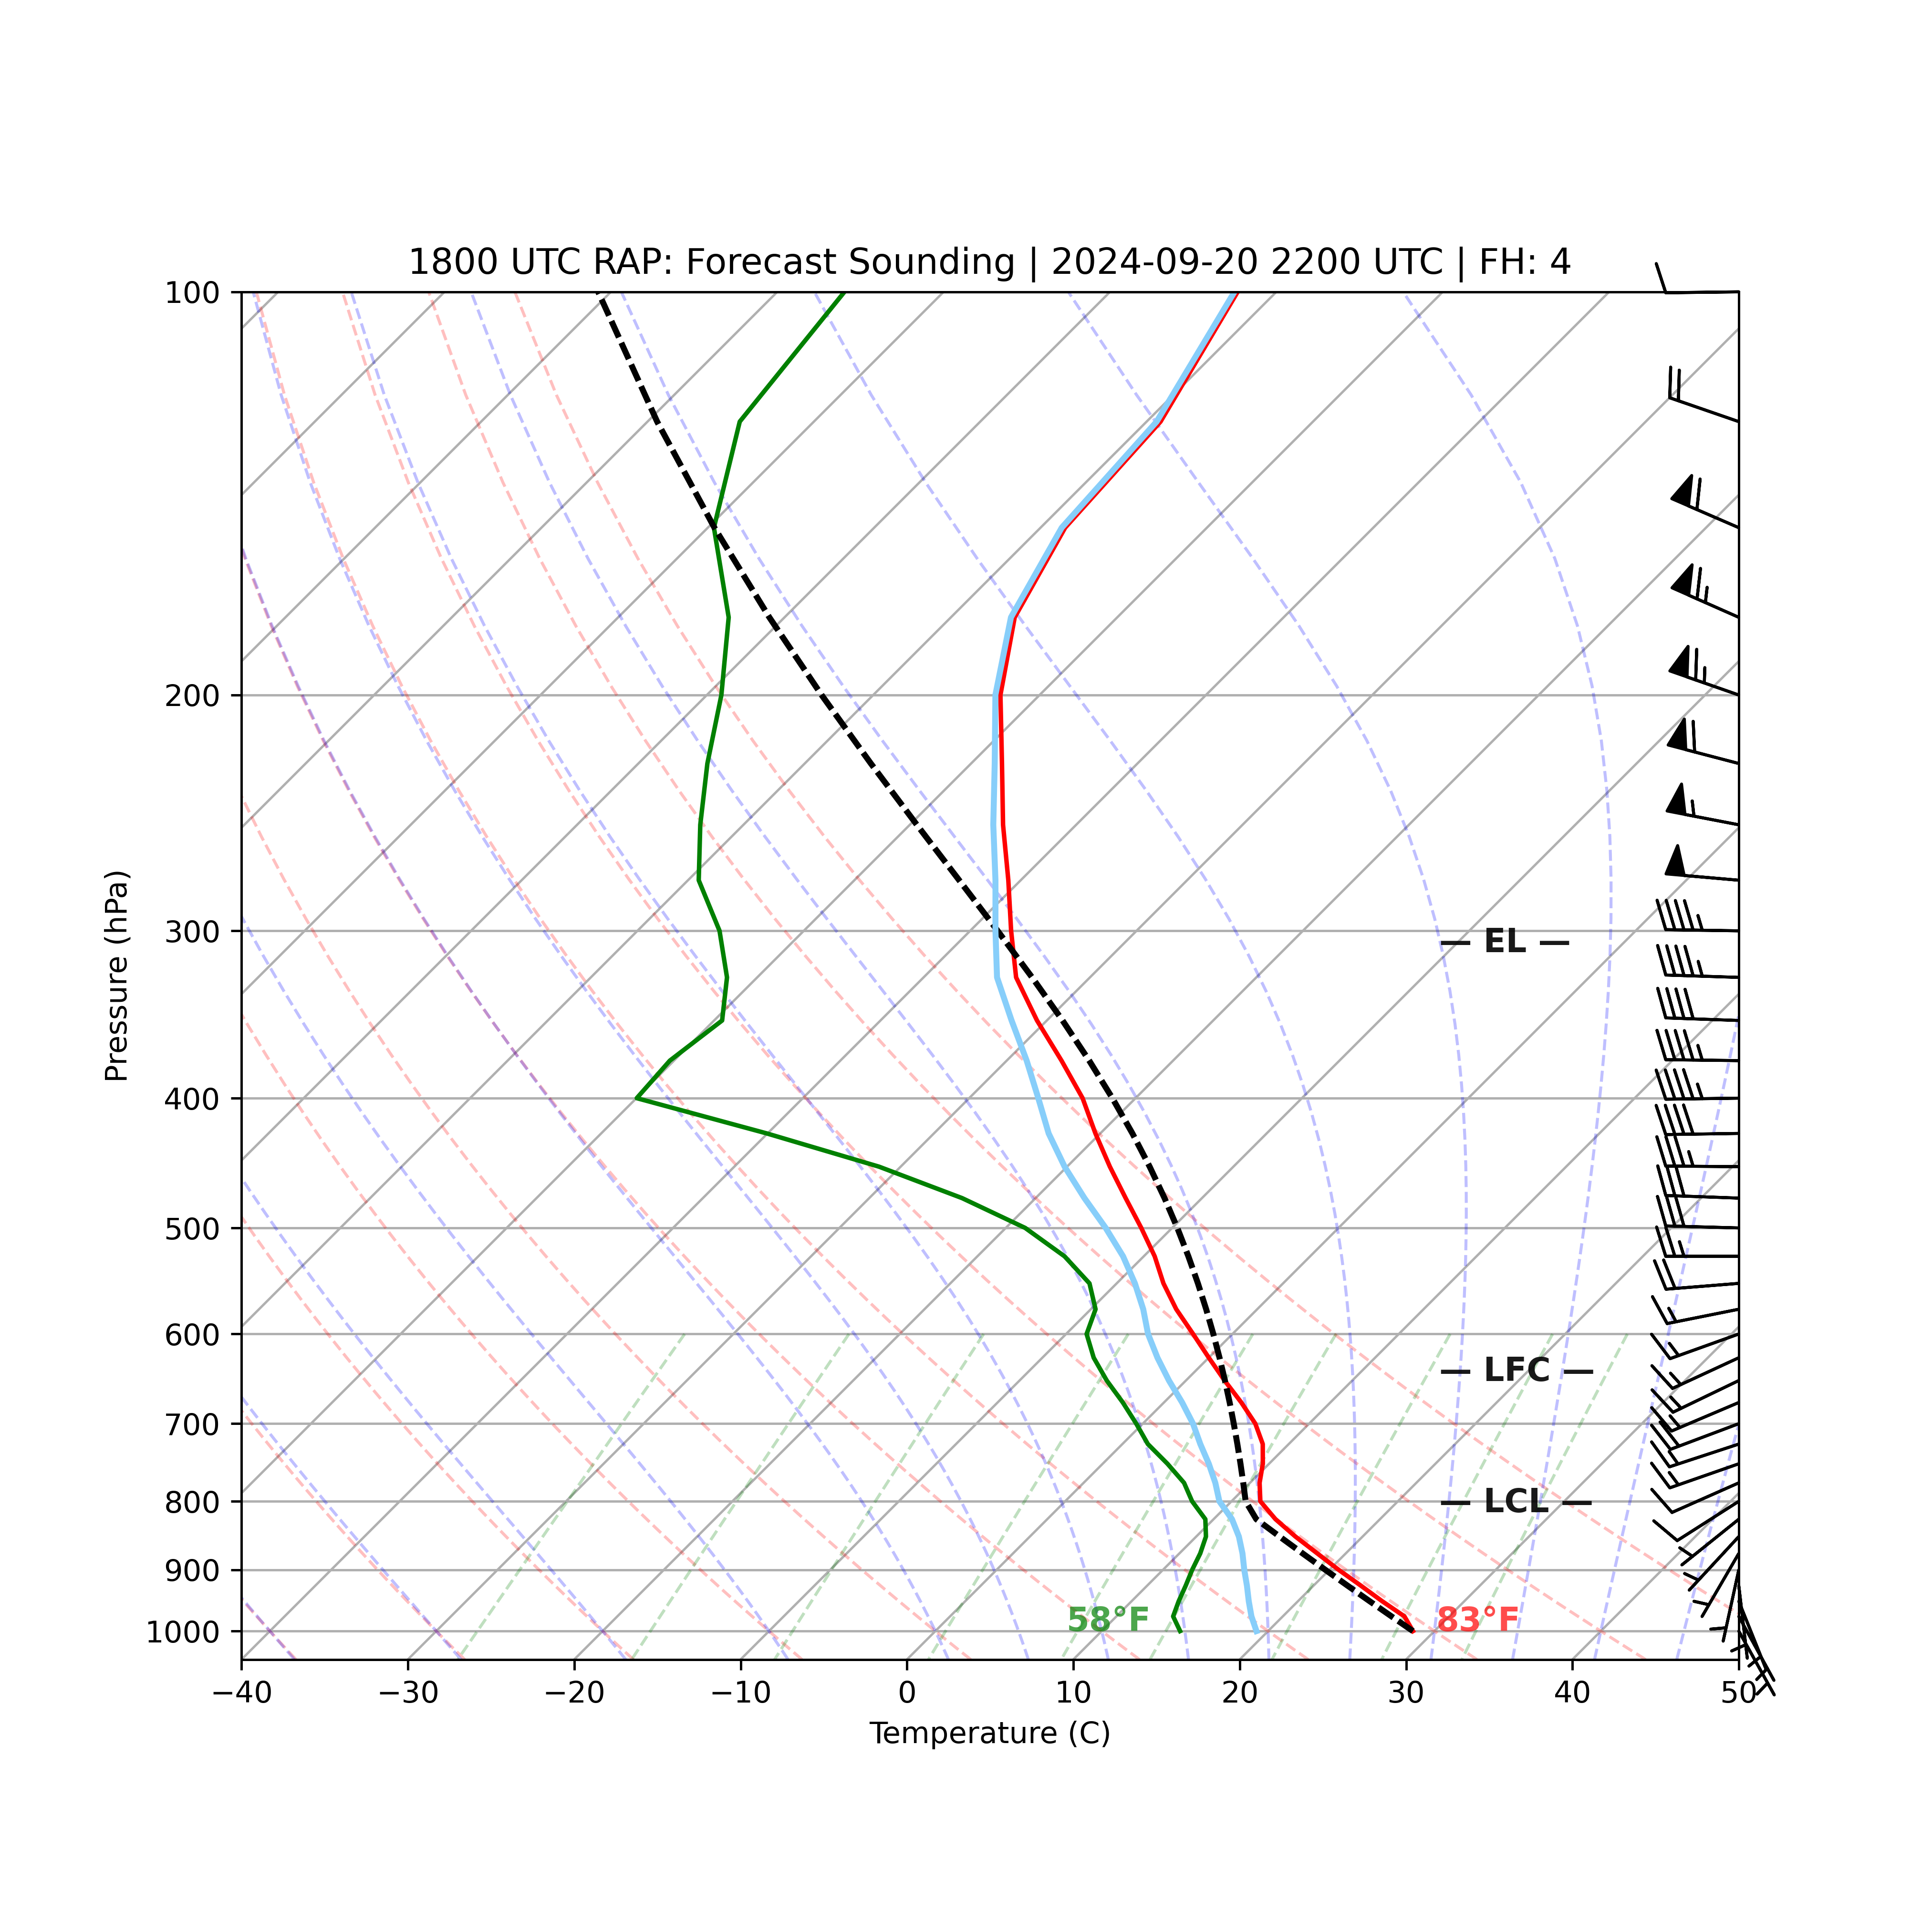 1800 UTC RAP: Forecast Sounding | 2024-09-20 2200 UTC | FH: 4
100
200
300
— EL —
Pressure (hPa)
400
500
600
— LFC —
700
800
— LCL —
900
1000
58°F
83°F
−40
−30
−20
−10
0
10
20
30
40
50
Temperature (C)